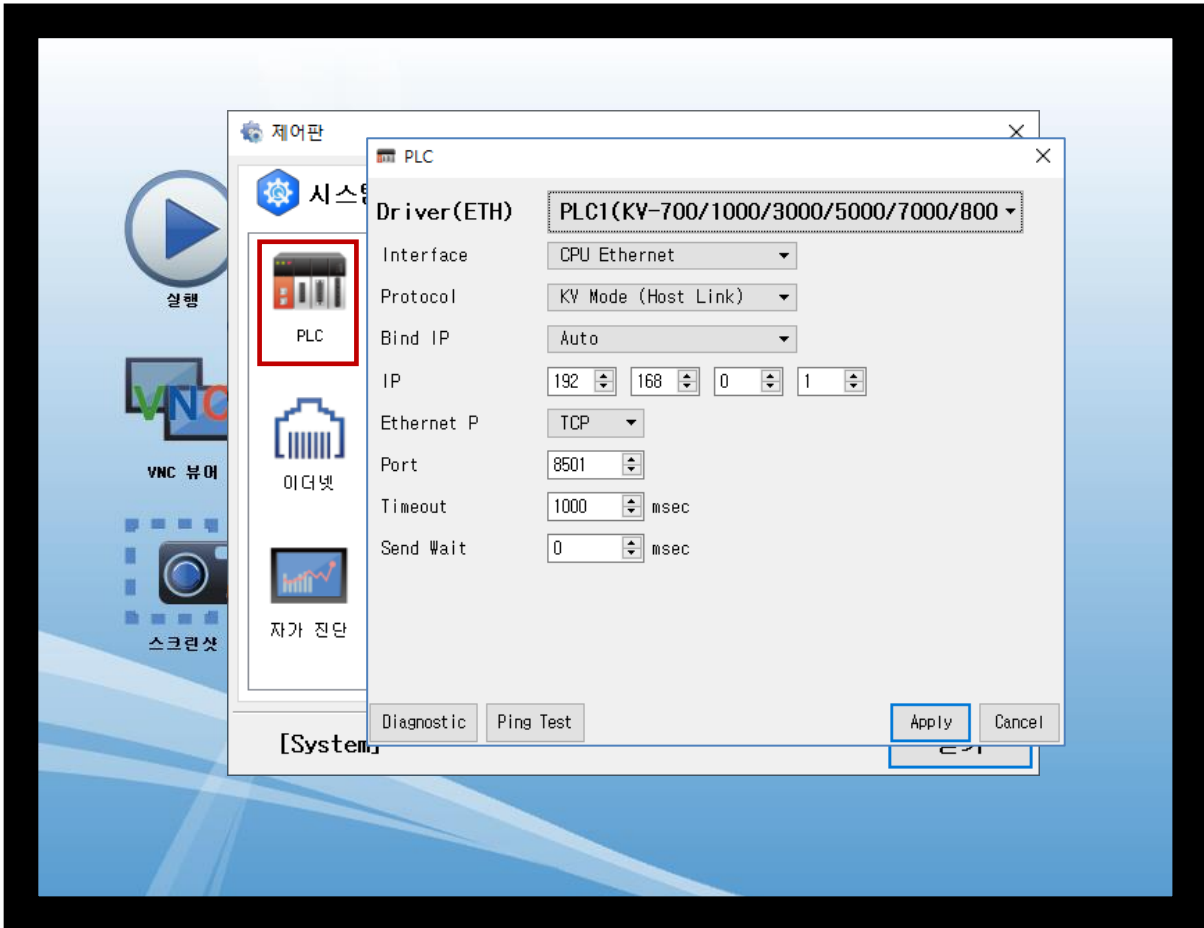 제어판
PLC
시스
Driver(ETH) PLC1(KV-700/1000/3000/5000/7000/800
Interface CPU Ethernet
Protocol KV Mode (Host Link)
Bind IP Auto
IP 192 168 0 1
Ethernet P TCP
Port 8501
Timeout 1000 msec
Send Wait 0 msec
Diagnostic Ping Test Apply Cancel
[System]
실행
VNC
VNC 뷰어
스크린샷
PLC
이더넷
자가 진단